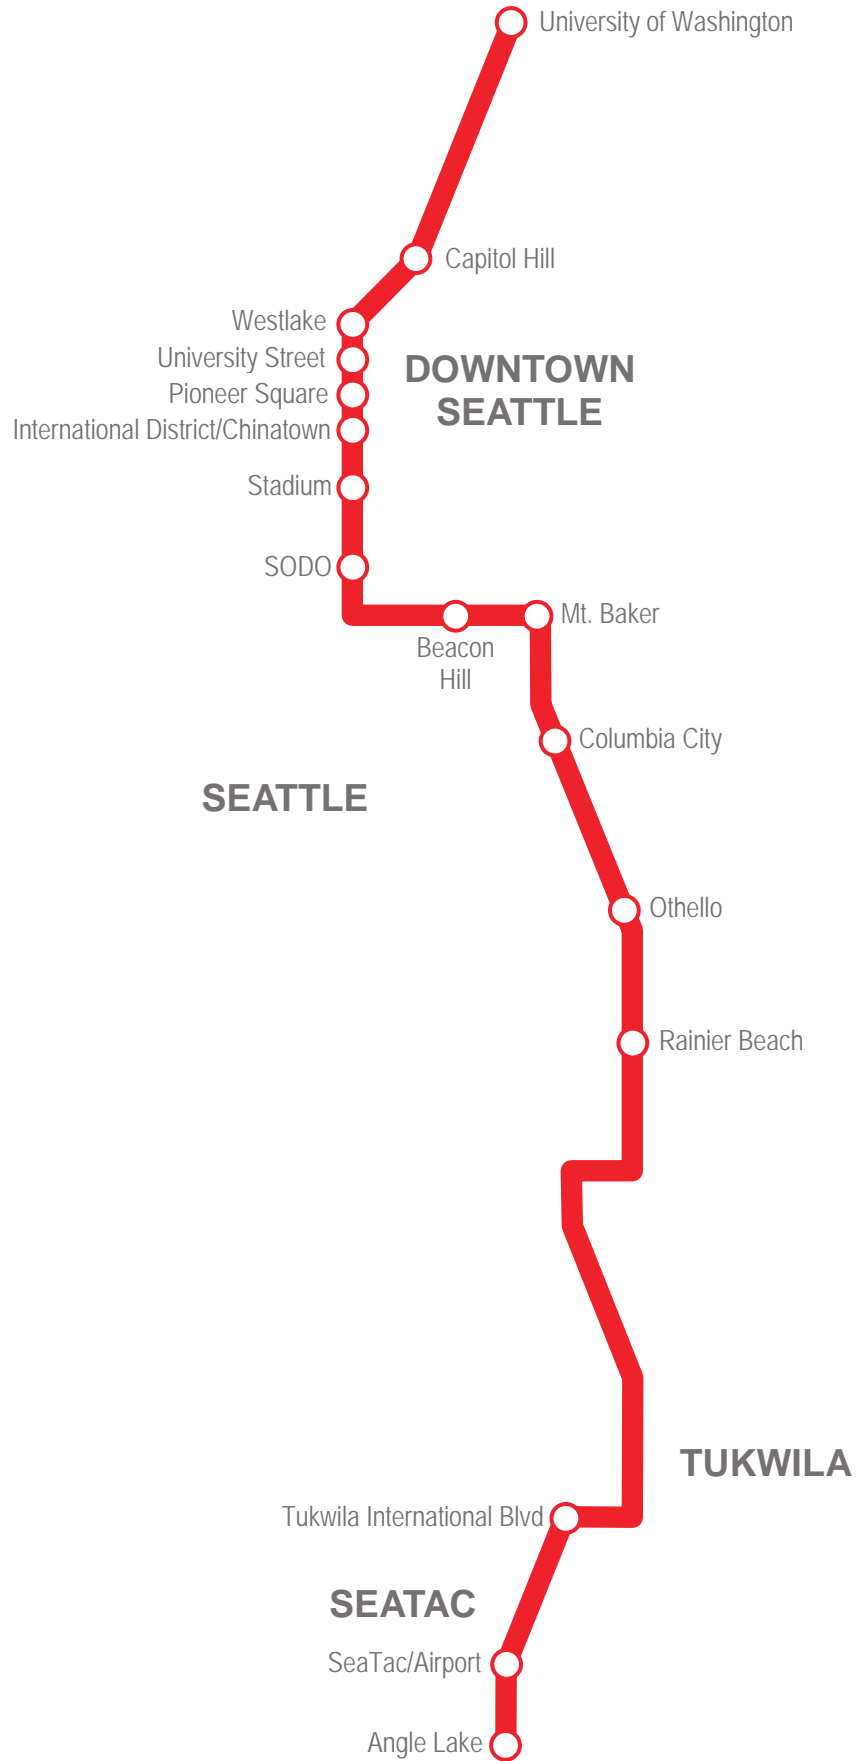 University of Washington
Capitol Hill
Westlake
University Street
DOWNTOWN
Pioneer Square
SEATTLE
International District/Chinatown
Stadium
SODO
Mt. Baker
Beacon
Hill
Columbia City
SEATTLE
Othello
Rainier Beach
TUKWILA
Tukwila International Blvd
SEATAC
SeaTac/Airport
Angle Lake